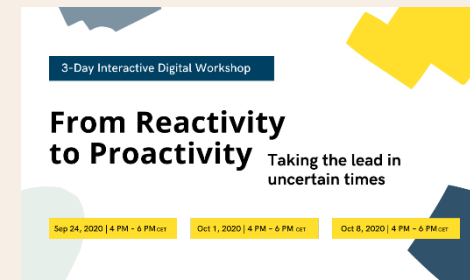 3-Day Interactive Digital Workshop
From Reactivity
to Proactivity
Taking the lead in
uncertain times
Sep 24, 2020 | 4 PM - 6 PM CET
Oct 1, 2020 | 4 PM - 6 PM CET
Oct 8, 2020 | 4 PM - 6 PM CET